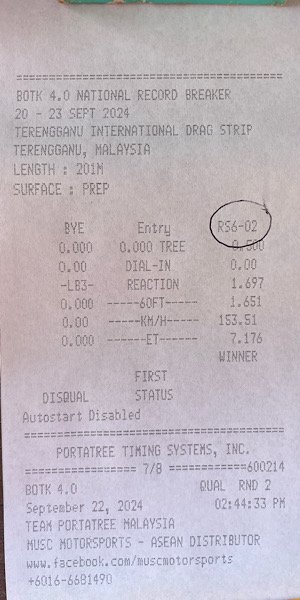 ========================================
BOTK 4.0 NATIONAL RECORD BREAKER
20 - 23 SEPT 2024
TERENGGANU INTERNATIONAL DRAG STRIP
TERENGGANU, MALAYSIA
LENGTH : 201M
SURFACE : PREP
BYE Entry RS6-02
0.000 0.000 TREE 0.500
0.00 DIAL-IN 0.00
-LB3- REACTION 1.697
0.000 -----60FT----- 1.651
0.00 -----KM/H----- 153.51
0.000 ------ET------ 7.176
WINNER
FIRST
DISQUAL STATUS
Autostart Disabled
========================================
PORTATREE TIMING SYSTEMS, INC.
================ 7/8 ===========600214
BOTK 4.0 QUAL RND 2
September 22, 2024 02:44:33 PM
TEAM PORTATREE MALAYSIA
MUSC MOTORSPORTS - ASEAN DISTRIBUTOR
www.facebook.com/muscmotorsports
+6016-6681490